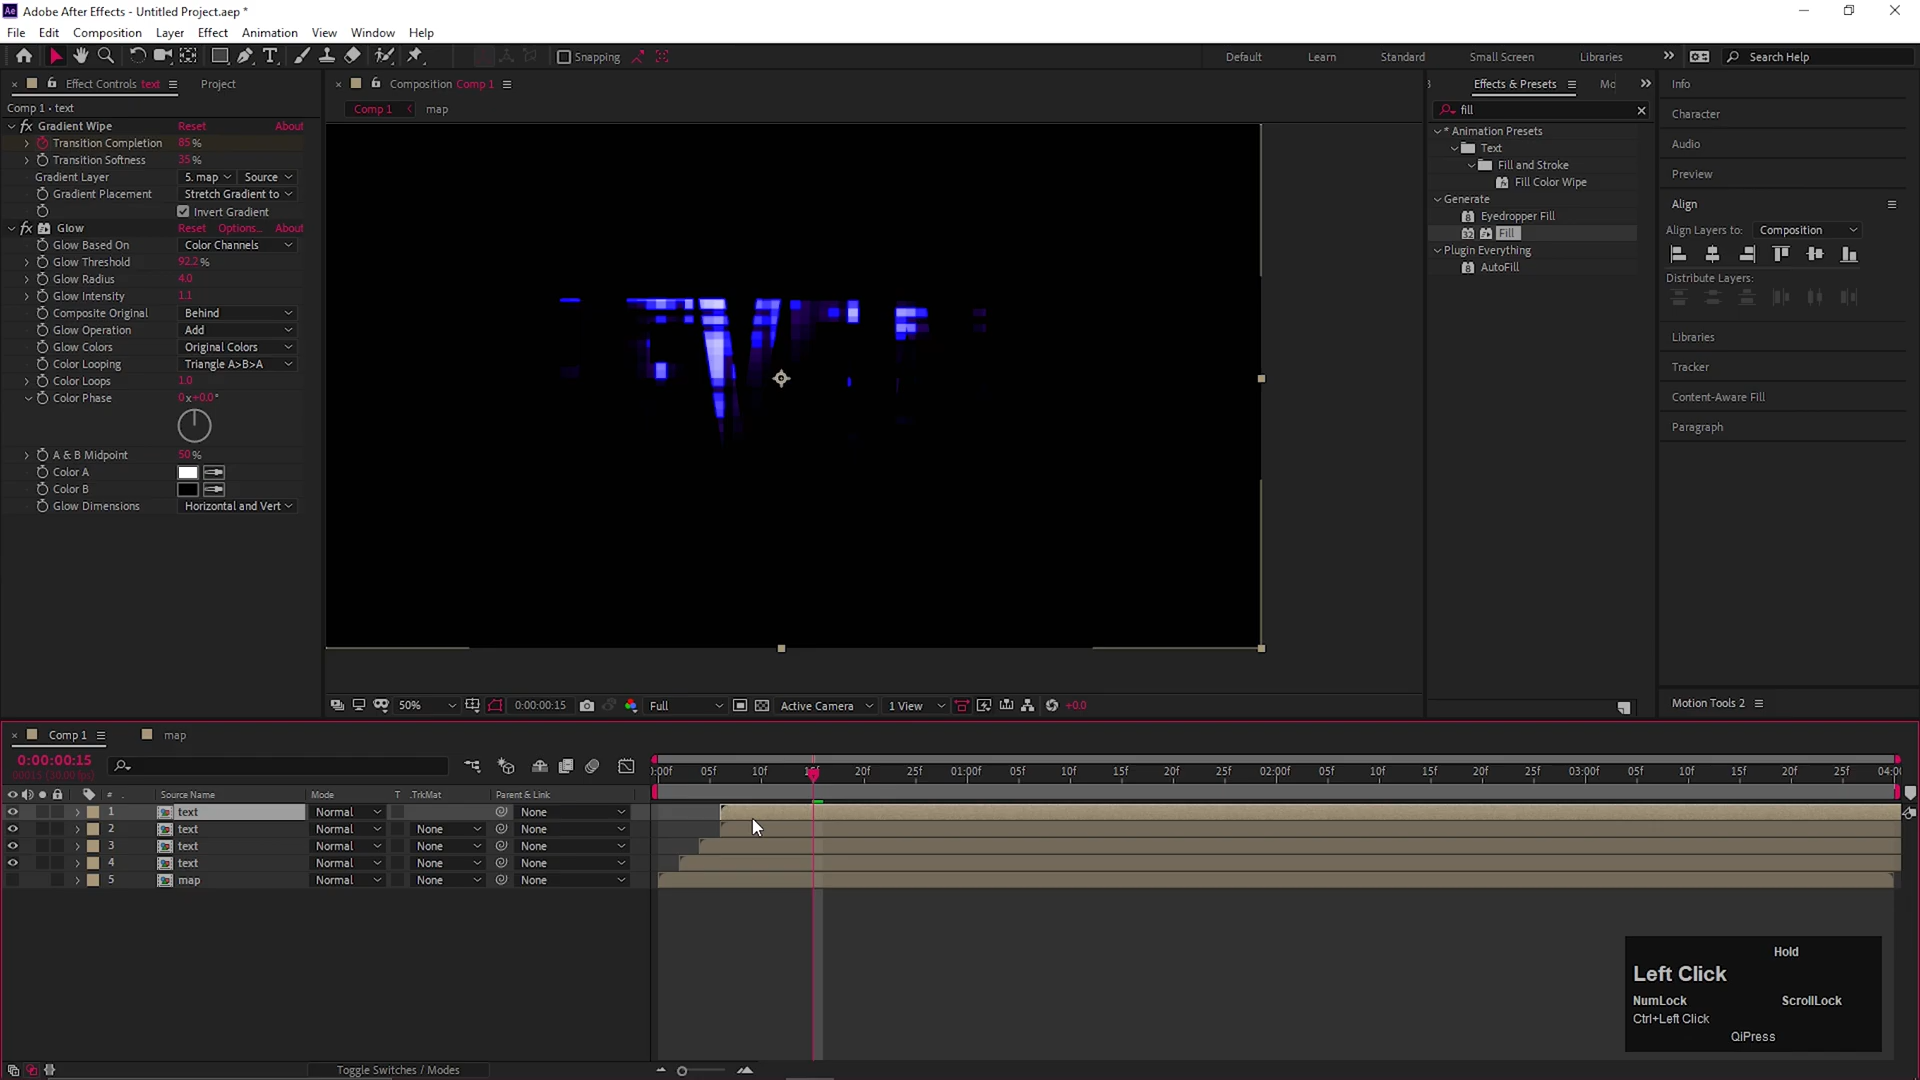 Adobe After Effects - Untitled Project.aep *
File Edit Composition Layer Effect Animation View Window Help
Snapping
Default Learn Standard Small Screen Libraries
Search Help
Effect Controls text
Project
Comp 1 • text
Gradient Wipe Reset About
Transition Completion 85 %
Transition Softness 35 %
Gradient Layer 5. map Source
Gradient Placement Stretch Gradient to
Invert Gradient
Glow Reset Options... About
Glow Based On Color Channels
Glow Threshold 92.2 %
Glow Radius 4.0
Glow Intensity 1.1
Composite Original Behind
Glow Operation Add
Glow Colors Original Colors
Color Looping Triangle A>B>A
Color Loops 1.0
Color Phase 0x+0.0°
A & B Midpoint 50 %
Color A
Color B
Glow Dimensions Horizontal and Vert
Composition Comp 1
Comp 1 map
50% 0:00:00:15 Full Active Camera 1 View +0.0
Effects & Presets Mo
fill
* Animation Presets
Text
Fill and Stroke
Fill Color Wipe
Generate
Eyedropper Fill
Fill
Plugin Everything
AutoFill
Info
Character
Audio
Preview
Align
Align Layers to: Composition
Distribute Layers:
Libraries
Tracker
Content-Aware Fill
Paragraph
Motion Tools 2
Comp 1 map
0:00:00:15
00015 (30.00 fps)
:00f 05f 10f 15f 20f 25f 01:00f 05f 10f 15f 20f 25f 02:00f 05f 10f 15f 20f 25f 03:00f 05f 10f 15f 20f 25f 04:00
# Source Name Mode T .TrkMat Parent & Link
1 text Normal None
2 text Normal None None
3 text Normal None None
4 text Normal None None
5 map Normal None None
Toggle Switches / Modes
Hold
Left Click
NumLock ScrollLock
Ctrl+Left Click
QiPress